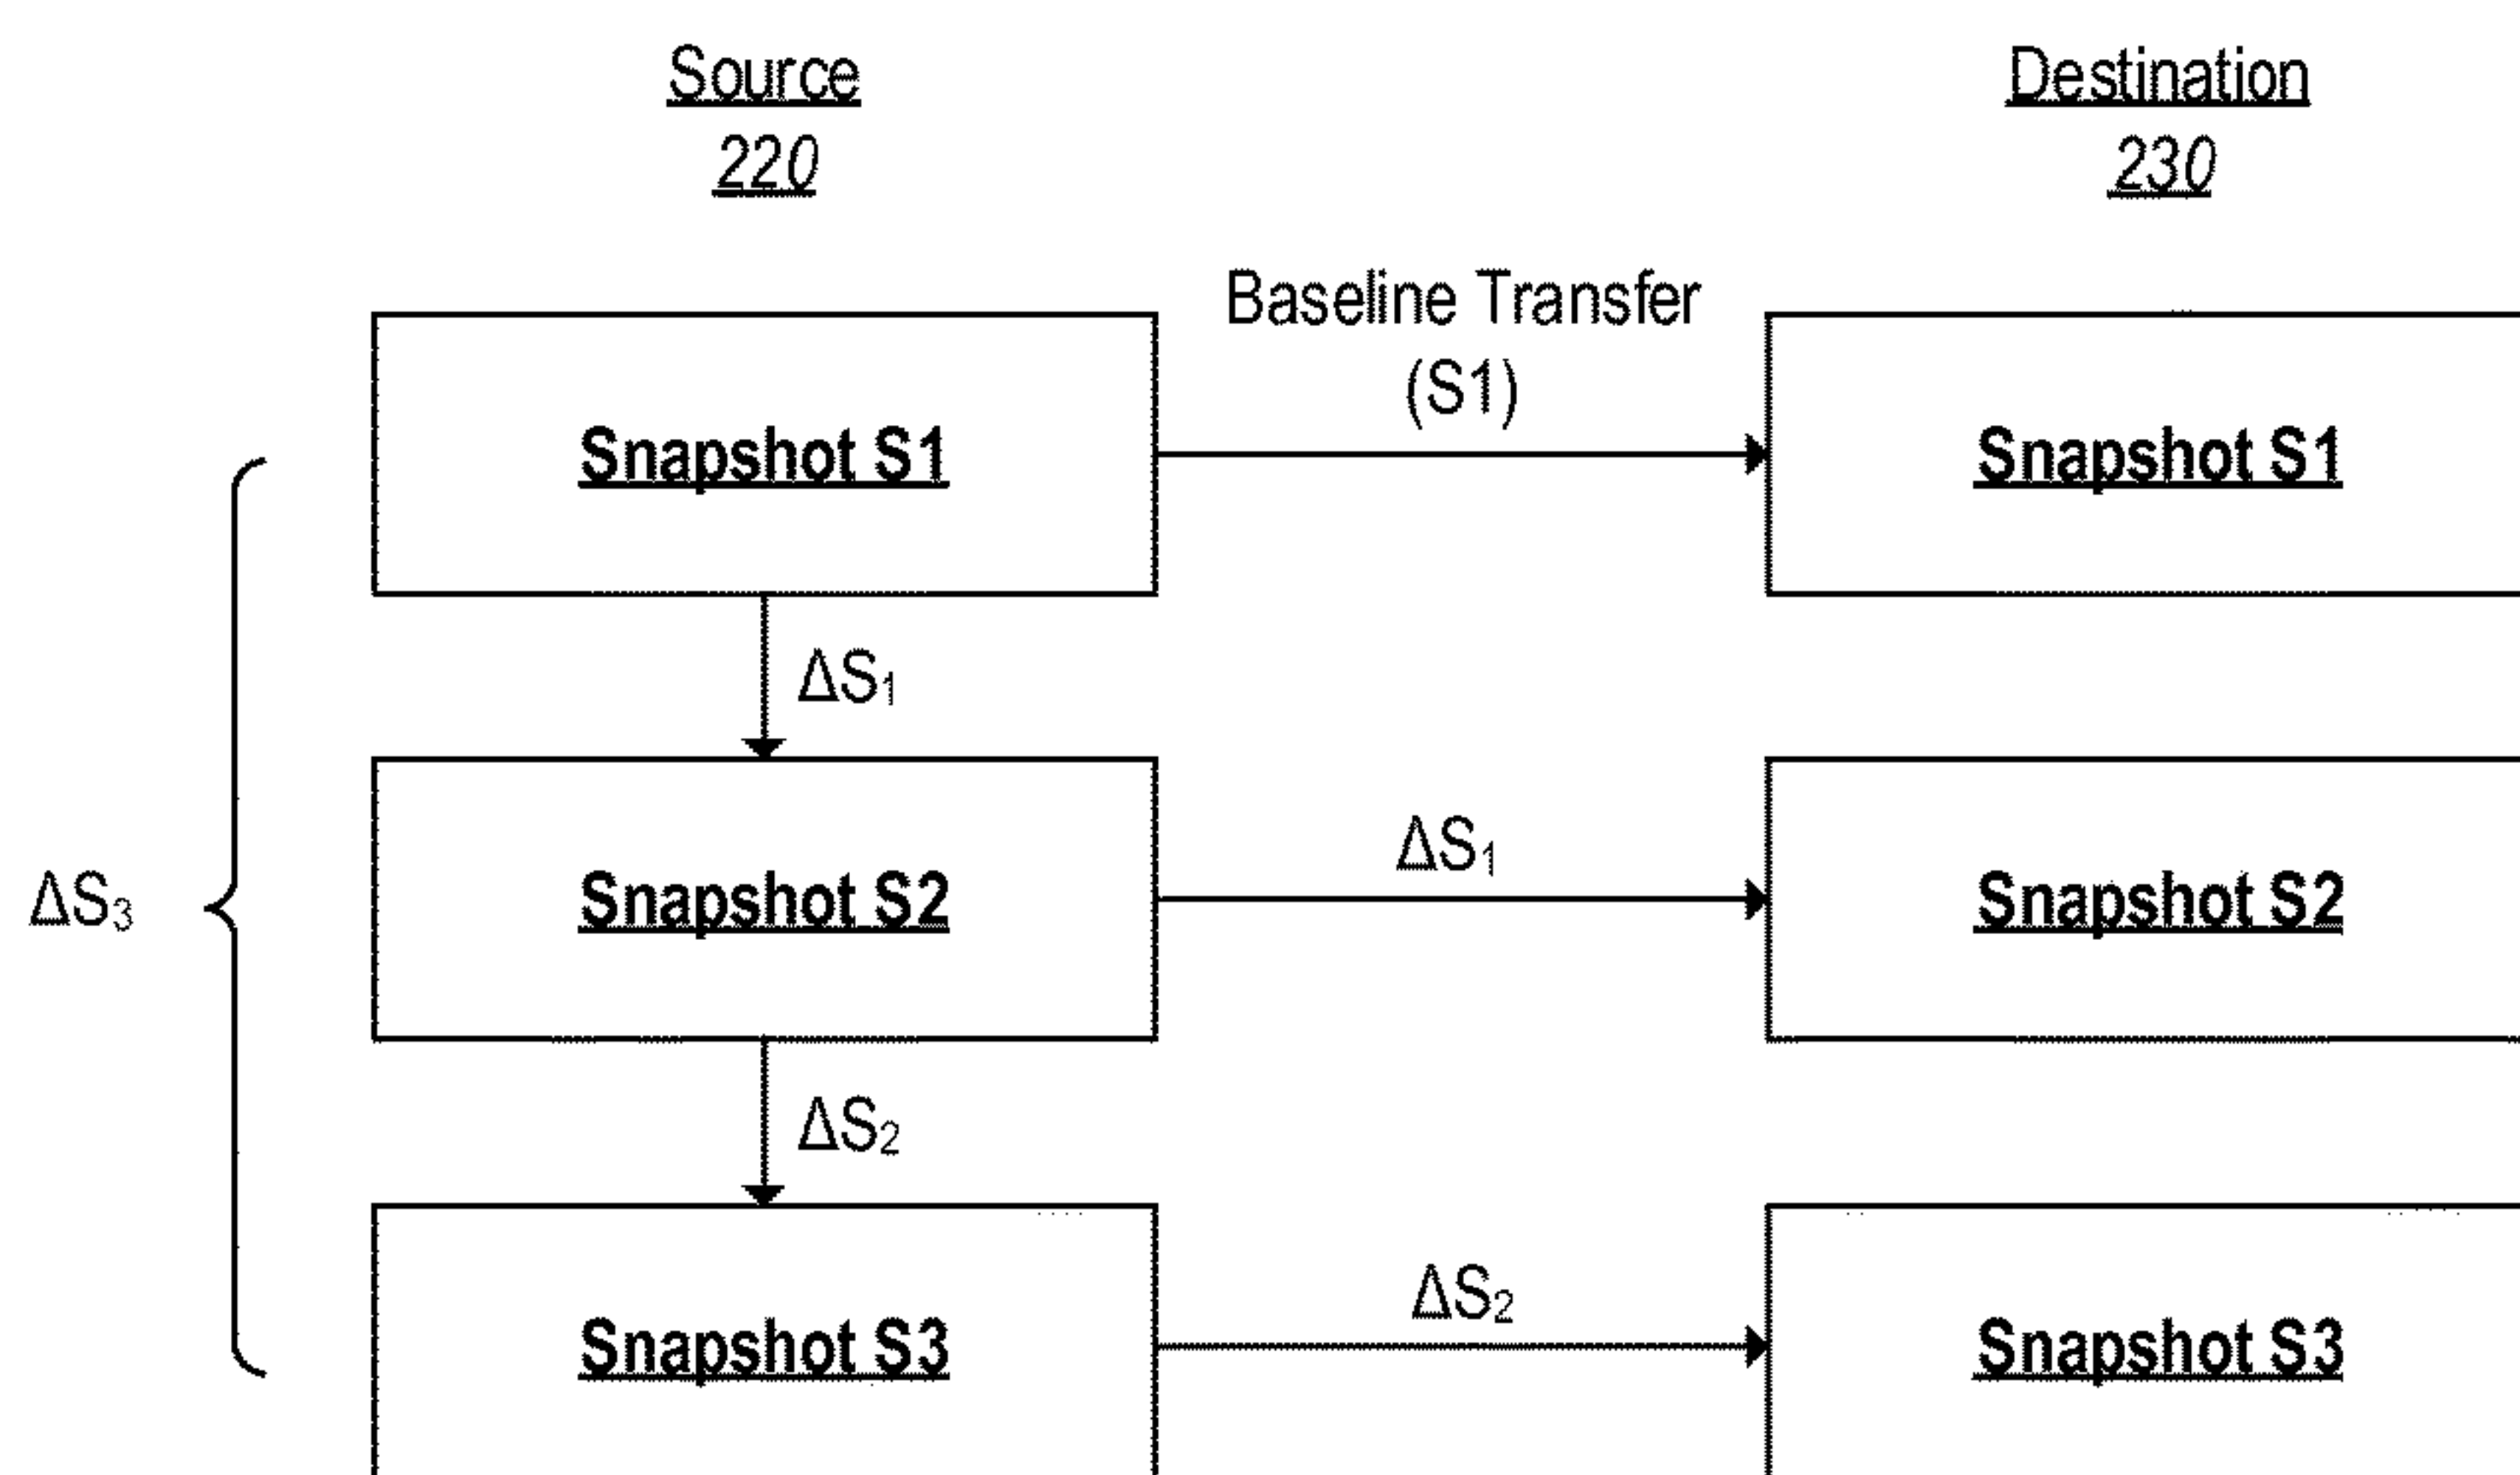 Source
220
Destination
230
Baseline Transfer
(S1)
Snapshot S1
Snapshot S1
ΔS₁
ΔS₃
Snapshot S2
ΔS₁
Snapshot S2
ΔS₂
Snapshot S3
ΔS₂
Snapshot S3